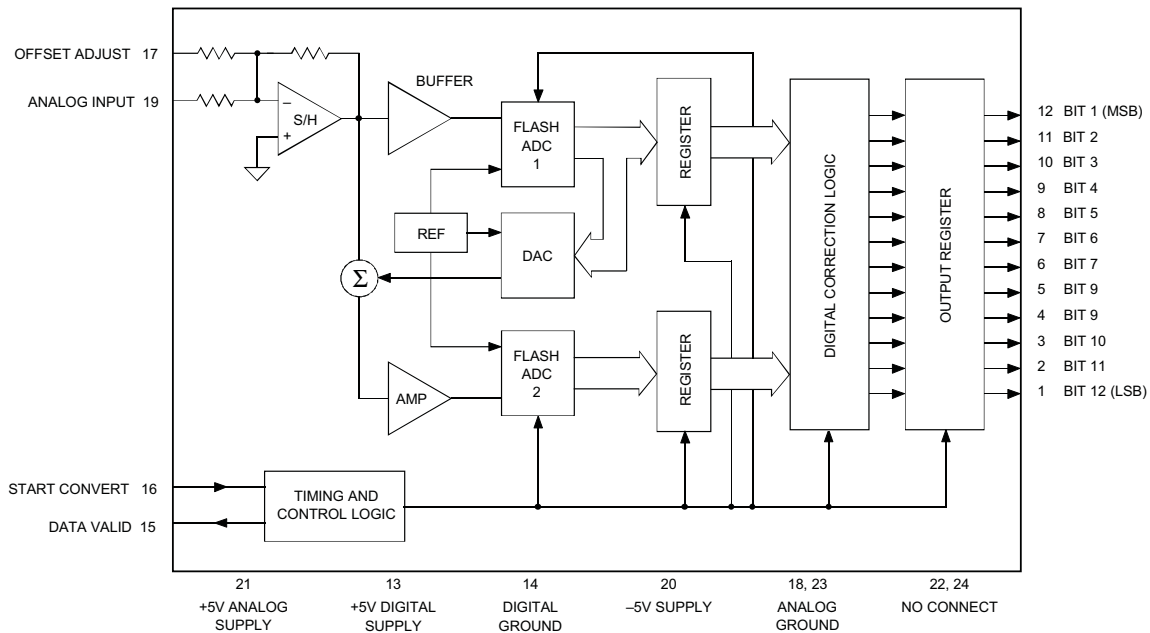 OFFSET ADJUST 17
ANALOG INPUT 19
–
S/H
+
BUFFER
FLASH
ADC
1
REF
DAC
Σ
AMP
FLASH
ADC
2
REGISTER
REGISTER
DIGITAL CORRECTION LOGIC
OUTPUT REGISTER
12 BIT 1 (MSB)
11 BIT 2
10 BIT 3
9 BIT 4
8 BIT 5
7 BIT 6
6 BIT 7
5 BIT 9
4 BIT 9
3 BIT 10
2 BIT 11
1 BIT 12 (LSB)
START CONVERT 16
DATA VALID 15
TIMING AND
CONTROL LOGIC
21
+5V ANALOG
SUPPLY
13
+5V DIGITAL
SUPPLY
14
DIGITAL
GROUND
20
–5V SUPPLY
18, 23
ANALOG
GROUND
22, 24
NO CONNECT